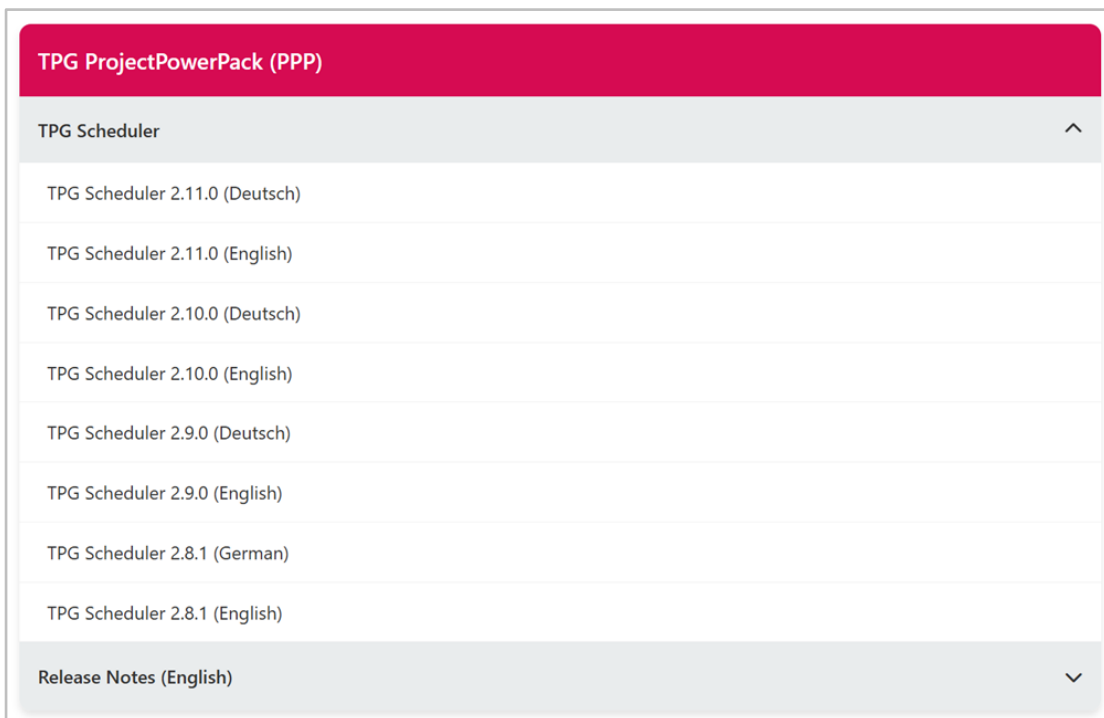 TPG ProjectPowerPack (PPP)
TPG Scheduler
TPG Scheduler 2.11.0 (Deutsch)
TPG Scheduler 2.11.0 (English)
TPG Scheduler 2.10.0 (Deutsch)
TPG Scheduler 2.10.0 (English)
TPG Scheduler 2.9.0 (Deutsch)
TPG Scheduler 2.9.0 (English)
TPG Scheduler 2.8.1 (German)
TPG Scheduler 2.8.1 (English)
Release Notes (English)